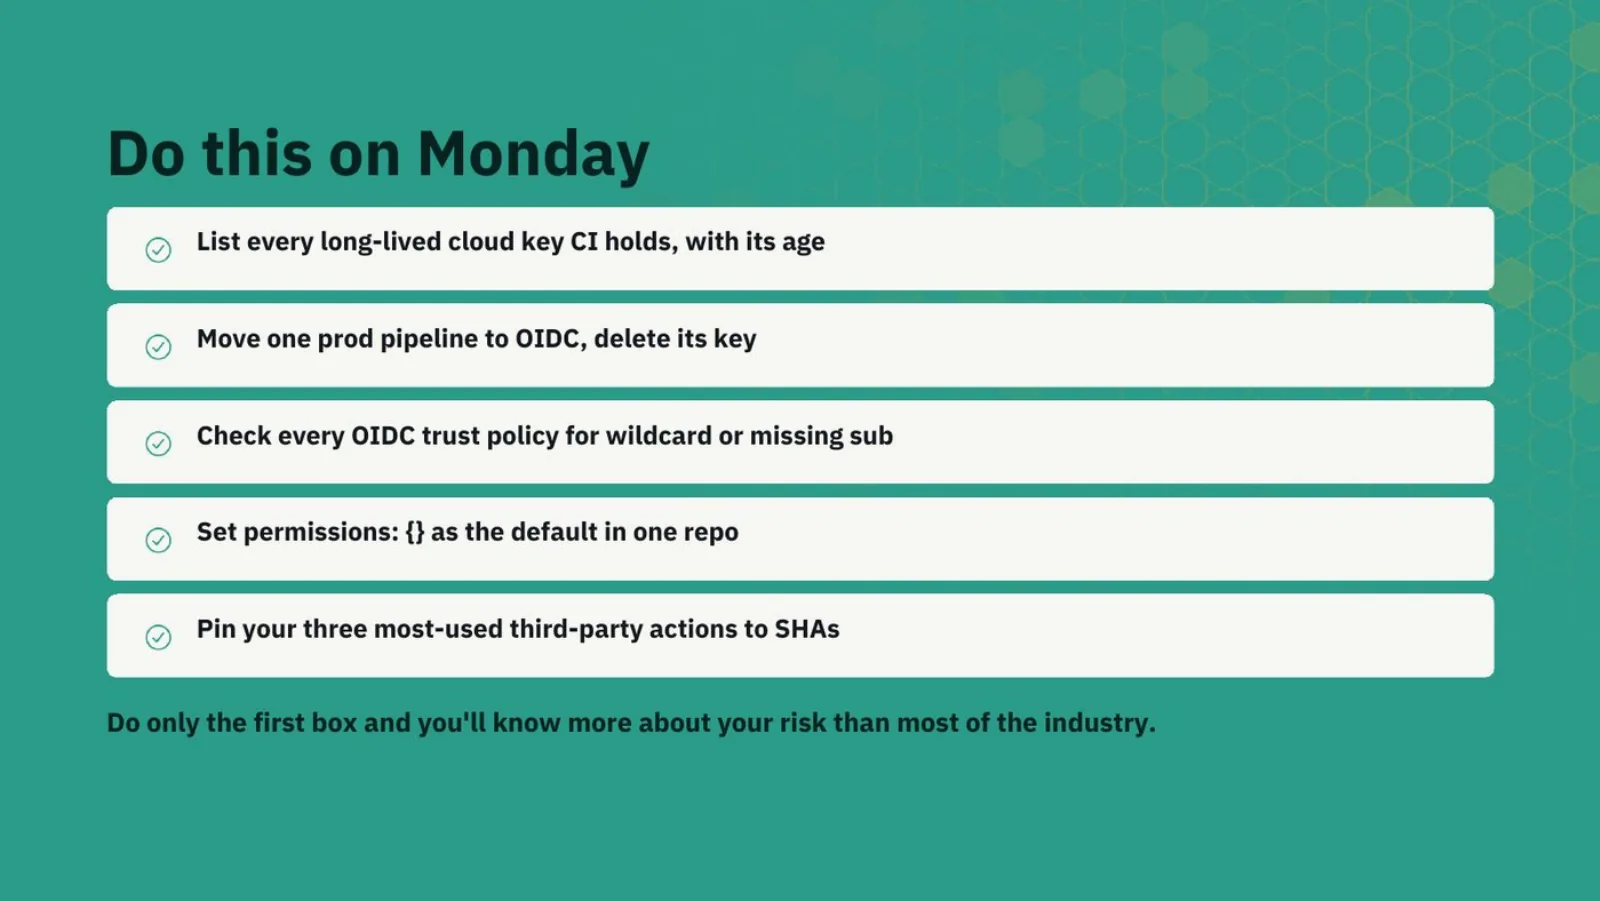 Do this on Monday
List every long-lived cloud key CI holds, with its age
Move one prod pipeline to OIDC, delete its key
Check every OIDC trust policy for wildcard or missing sub
Set permissions: {} as the default in one repo
Pin your three most-used third-party actions to SHAs
Do only the first box and you'll know more about your risk than most of the industry.